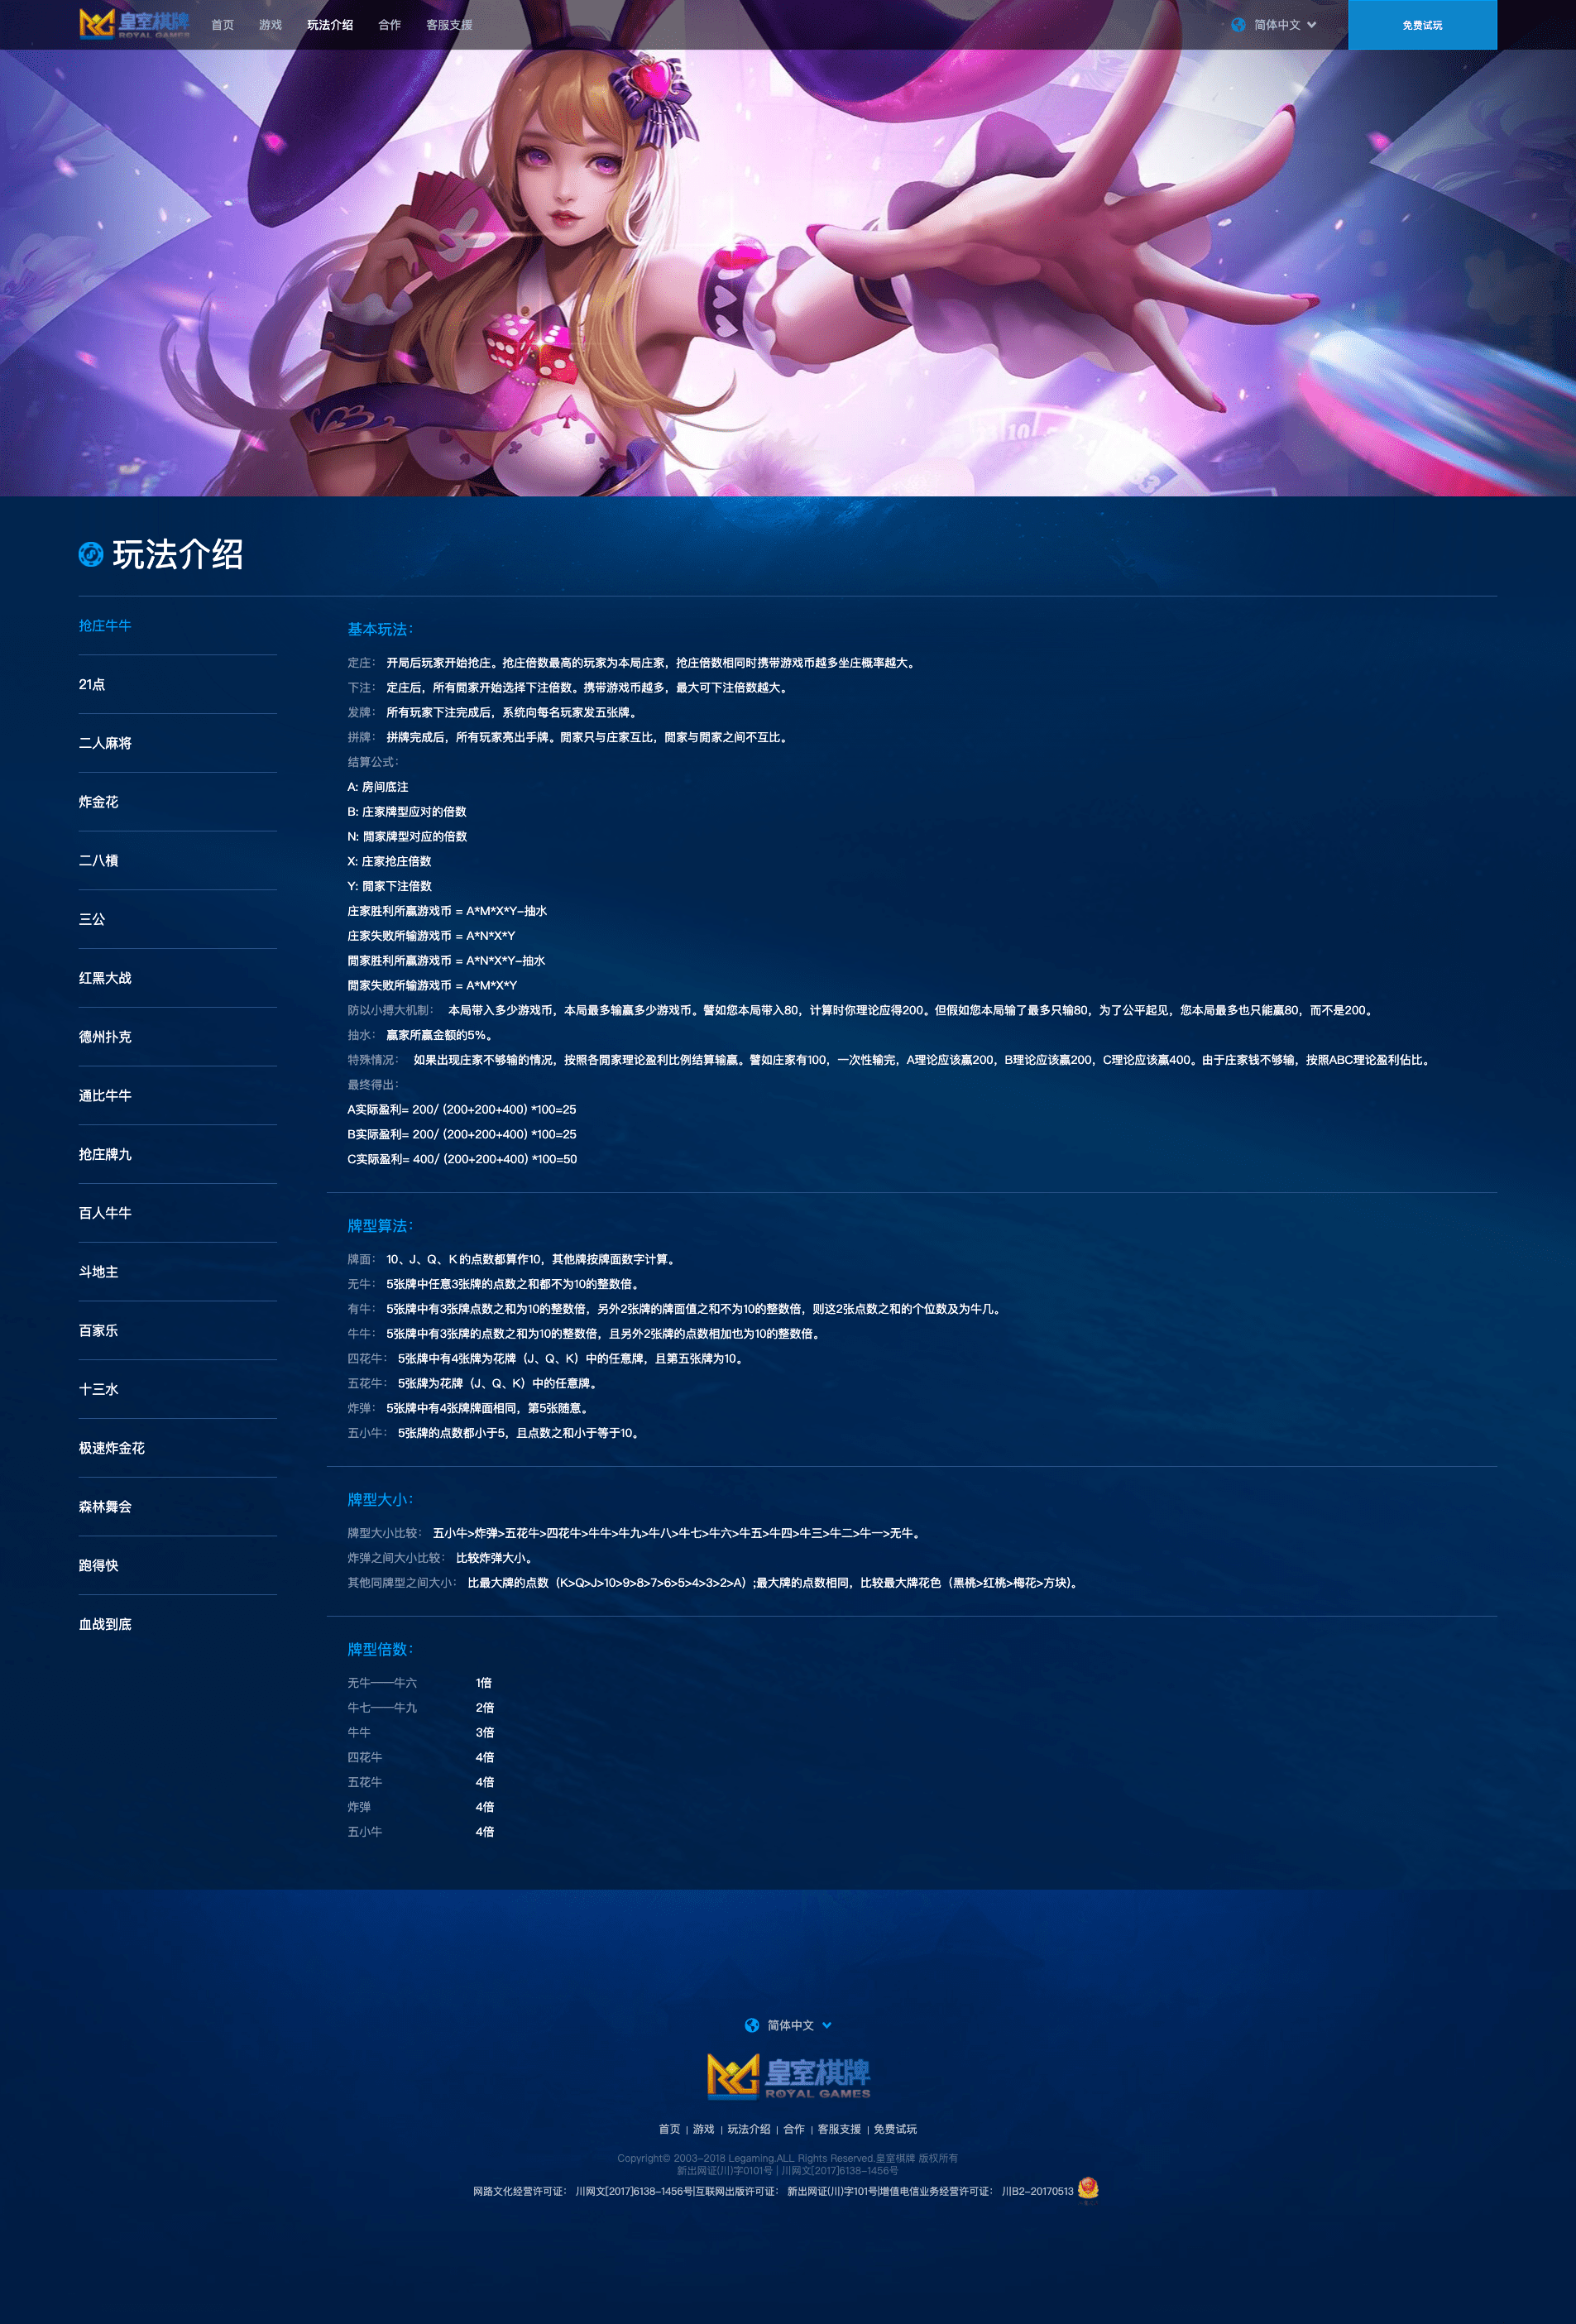 皇室棋牌
ROYAL GAMES
首页 游戏 玩法介绍 合作 客服支援
简体中文
免费试玩
玩法介绍
抢庄牛牛
21点
二人麻将
炸金花
二八槓
三公
红黑大战
德州扑克
通比牛牛
抢庄牌九
百人牛牛
斗地主
百家乐
十三水
极速炸金花
森林舞会
跑得快
血战到底
基本玩法：
定庄： 开局后玩家开始抢庄。抢庄倍数最高的玩家为本局庄家，抢庄倍数相同时携带游戏币越多坐庄概率越大。
下注： 定庄后，所有閒家开始选择下注倍数。携带游戏币越多，最大可下注倍数越大。
发牌： 所有玩家下注完成后，系统向每名玩家发五张牌。
拼牌： 拼牌完成后，所有玩家亮出手牌。閒家只与庄家互比，閒家与閒家之间不互比。
结算公式：
A: 房间底注
B: 庄家牌型应对的倍数
N: 閒家牌型对应的倍数
X: 庄家抢庄倍数
Y: 閒家下注倍数
庄家胜利所赢游戏币 = A*M*X*Y-抽水
庄家失败所输游戏币 = A*N*X*Y
閒家胜利所赢游戏币 = A*N*X*Y-抽水
閒家失败所输游戏币 = A*M*X*Y
防以小搏大机制： 本局带入多少游戏币，本局最多输赢多少游戏币。譬如您本局带入80，计算时你理论应得200。但假如您本局输了最多只输80，为了公平起见，您本局最多也只能赢80，而不是200。
抽水： 赢家所赢金额的5%。
特殊情况： 如果出现庄家不够输的情况，按照各閒家理论盈利比例结算输赢。譬如庄家有100，一次性输完，A理论应该赢200，B理论应该赢200，C理论应该赢400。由于庄家钱不够输，按照ABC理论盈利佔比。
最终得出：
A实际盈利= 200/ (200+200+400) *100=25
B实际盈利= 200/ (200+200+400) *100=25
C实际盈利= 400/ (200+200+400) *100=50
牌型算法：
牌面： 10、J、Q、K的点数都算作10，其他牌按牌面数字计算。
无牛： 5张牌中任意3张牌的点数之和都不为10的整数倍。
有牛： 5张牌中有3张牌点数之和为10的整数倍，另外2张牌的牌面值之和不为10的整数倍，则这2张点数之和的个位数及为牛几。
牛牛： 5张牌中有3张牌的点数之和为10的整数倍，且另外2张牌的点数相加也为10的整数倍。
四花牛： 5张牌中有4张牌为花牌（J、Q、K）中的任意牌，且第五张牌为10。
五花牛： 5张牌为花牌（J、Q、K）中的任意牌。
炸弹： 5张牌中有4张牌牌面相同，第5张随意。
五小牛： 5张牌的点数都小于5，且点数之和小于等于10。
牌型大小：
牌型大小比较： 五小牛>炸弹>五花牛>四花牛>牛牛>牛九>牛八>牛七>牛六>牛五>牛四>牛三>牛二>牛一>无牛。
炸弹之间大小比较： 比较炸弹大小。
其他同牌型之间大小： 比最大牌的点数（K>Q>J>10>9>8>7>6>5>4>3>2>A）;最大牌的点数相同，比较最大牌花色（黑桃>红桃>梅花>方块）。
牌型倍数：
无牛——牛六 1倍
牛七——牛九 2倍
牛牛 3倍
四花牛 4倍
五花牛 4倍
炸弹 4倍
五小牛 4倍
简体中文
皇室棋牌
ROYAL GAMES
首页 | 游戏 | 玩法介绍 | 合作 | 客服支援 | 免费试玩
Copyright© 2003-2018 Legaming.ALL Rights Reserved.皇室棋牌 版权所有
新出网证(川)字0101号 | 川网文[2017]6138-1456号
网路文化经营许可证： 川网文[2017]6138-1456号|互联网出版许可证： 新出网证(川)字101号|增值电信业务经营许可证： 川B2-20170513